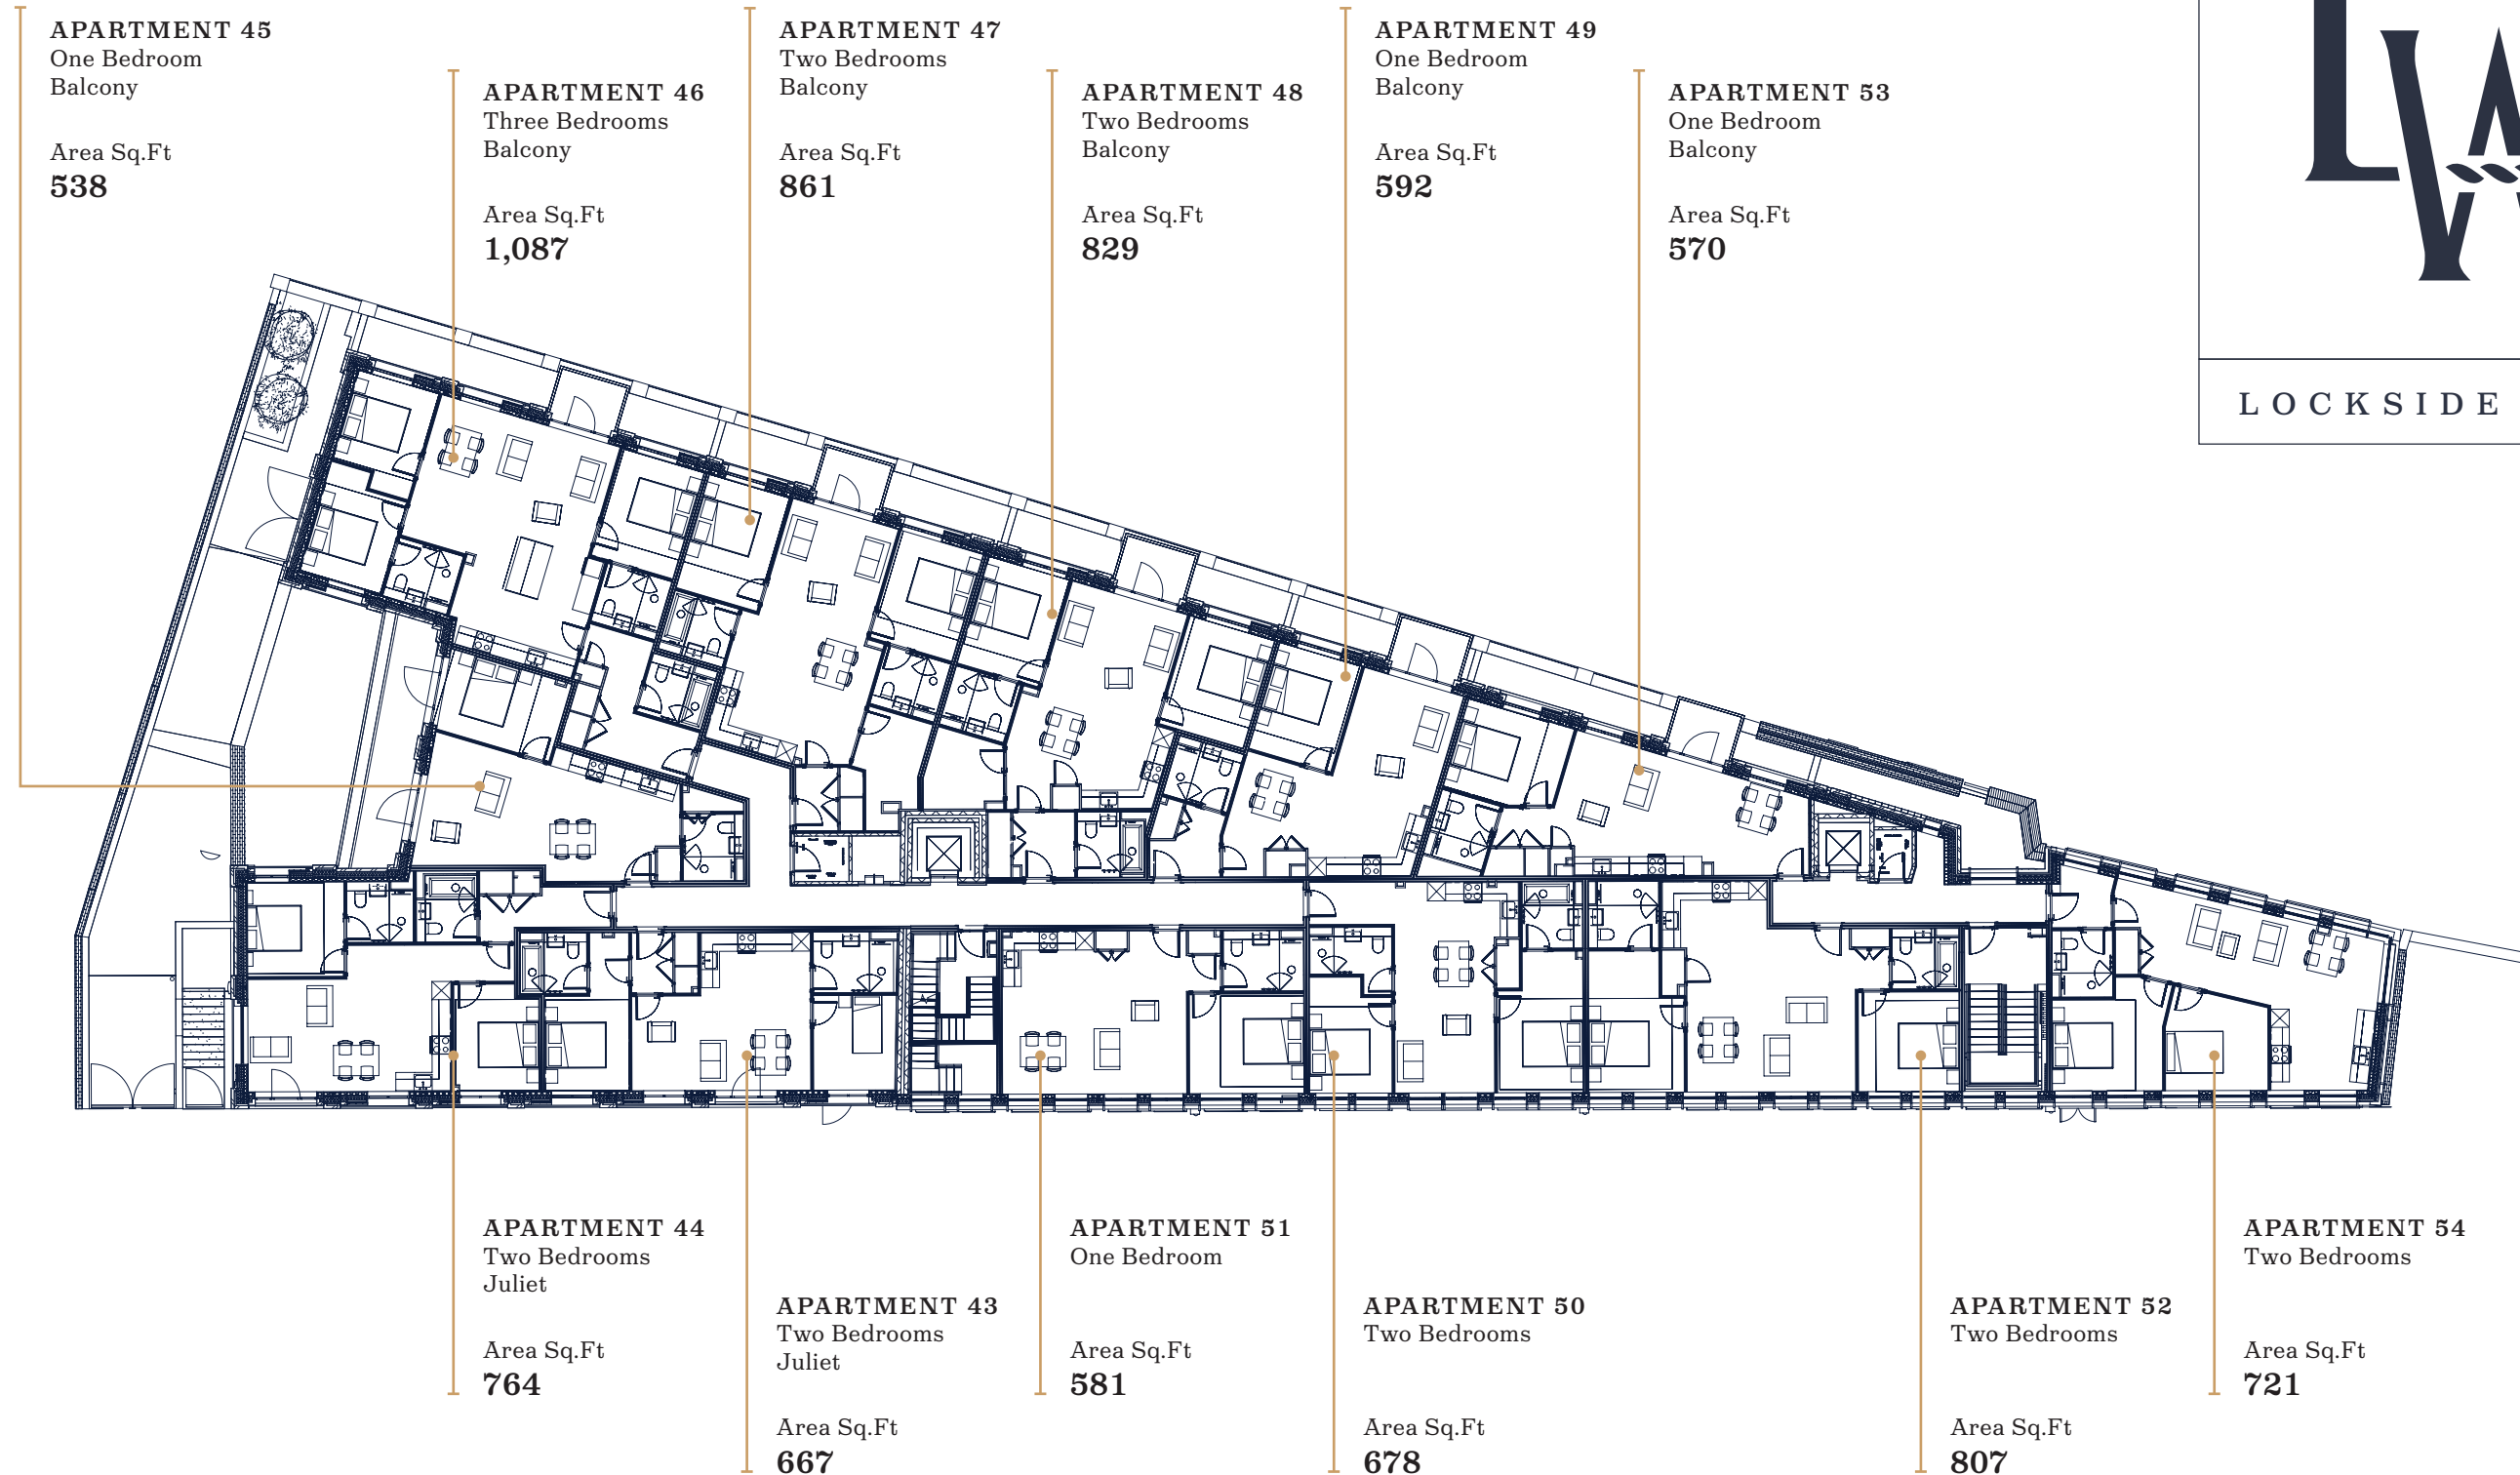 APARTMENT 45
One Bedroom
Balcony
Area Sq.Ft
538
APARTMENT 46
Three Bedrooms
Balcony
Area Sq.Ft
1,087
APARTMENT 47
Two Bedrooms
Balcony
Area Sq.Ft
861
APARTMENT 48
Two Bedrooms
Balcony
Area Sq.Ft
829
APARTMENT 49
One Bedroom
Balcony
Area Sq.Ft
592
APARTMENT 53
One Bedroom
Balcony
Area Sq.Ft
570
LW
LOCKSIDE
APARTMENT 44
Two Bedrooms
Juliet
Area Sq.Ft
764
APARTMENT 43
Two Bedrooms
Juliet
Area Sq.Ft
667
APARTMENT 51
One Bedroom
Area Sq.Ft
581
APARTMENT 50
Two Bedrooms
Area Sq.Ft
678
APARTMENT 52
Two Bedrooms
Area Sq.Ft
807
APARTMENT 54
Two Bedrooms
Area Sq.Ft
721